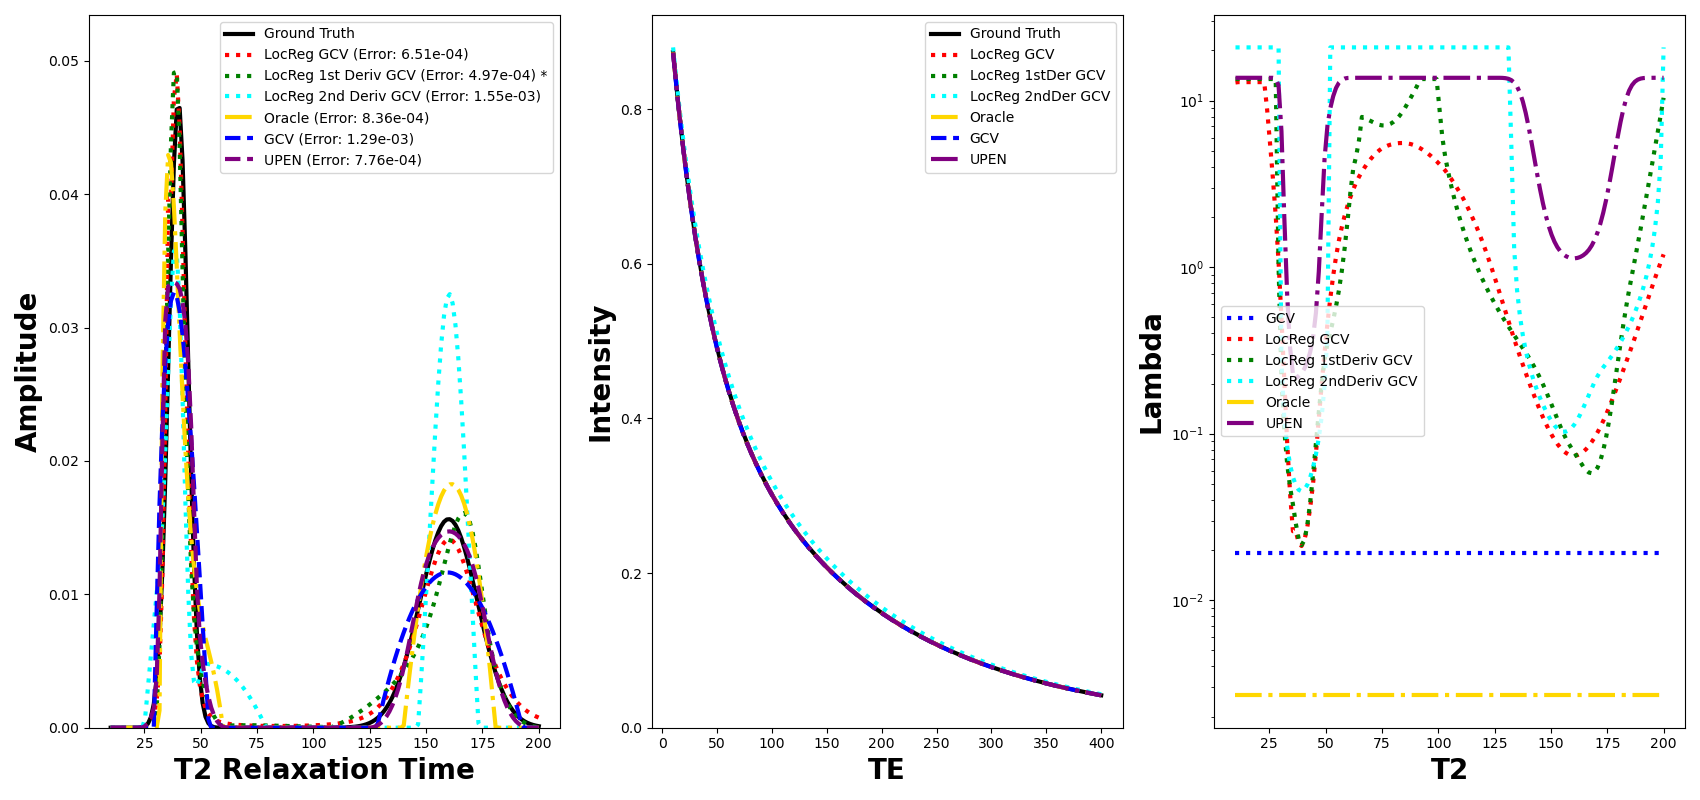 Amplitude
0.05
0.04
0.03
0.02
0.01
0.00
Ground Truth
LocReg GCV (Error: 6.51e-04)
LocReg 1st Deriv GCV (Error: 4.97e-04) *
LocReg 2nd Deriv GCV (Error: 1.55e-03)
Oracle (Error: 8.36e-04)
GCV (Error: 1.29e-03)
UPEN (Error: 7.76e-04)
25 50 75 100 125 150 175 200
T2 Relaxation Time
Intensity
0.8
0.6
0.4
0.2
0.0
Ground Truth
LocReg GCV
LocReg 1stDer GCV
LocReg 2ndDer GCV
Oracle
GCV
UPEN
0 50 100 150 200 250 300 350 400
TE
Lambda
10^1
10^0
10^-1
10^-2
GCV
LocReg GCV
LocReg 1stDeriv GCV
LocReg 2ndDeriv GCV
Oracle
UPEN
25 50 75 100 125 150 175 200
T2